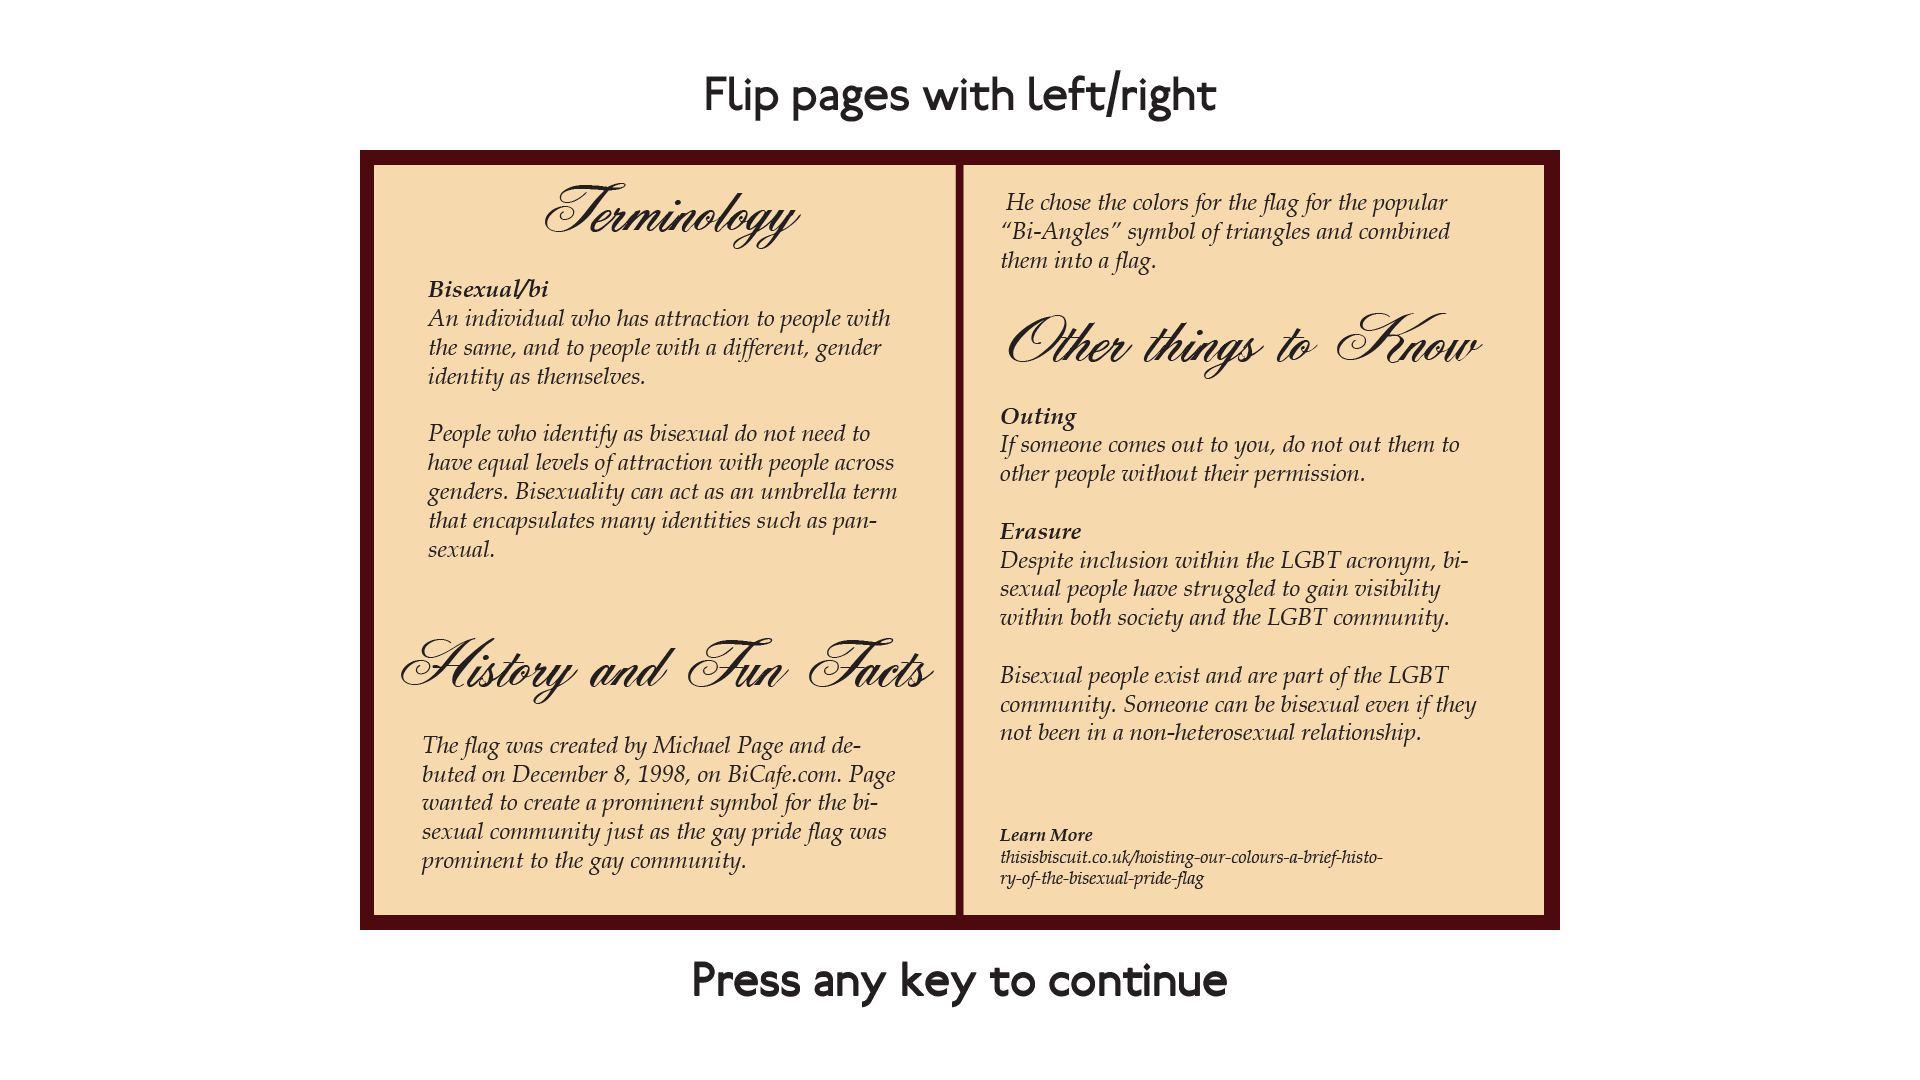 Flip pages with left/right
Terminology
Bisexual/bi
An individual who has attraction to people with
the same, and to people with a different, gender
identity as themselves.
People who identify as bisexual do not need to
have equal levels of attraction with people across
genders. Bisexuality can act as an umbrella term
that encapsulates many identities such as pan-
sexual.
History and Fun Facts
The flag was created by Michael Page and de-
buted on December 8, 1998, on BiCafe.com. Page
wanted to create a prominent symbol for the bi-
sexual community just as the gay pride flag was
prominent to the gay community.
He chose the colors for the flag for the popular
“Bi-Angles” symbol of triangles and combined
them into a flag.
Other things to Know
Outing
If someone comes out to you, do not out them to
other people without their permission.
Erasure
Despite inclusion within the LGBT acronym, bi-
sexual people have struggled to gain visibility
within both society and the LGBT community.
Bisexual people exist and are part of the LGBT
community. Someone can be bisexual even if they
not been in a non-heterosexual relationship.
Learn More
thisisbiscuit.co.uk/hoisting-our-colours-a-brief-histo-
ry-of-the-bisexual-pride-flag
Press any key to continue